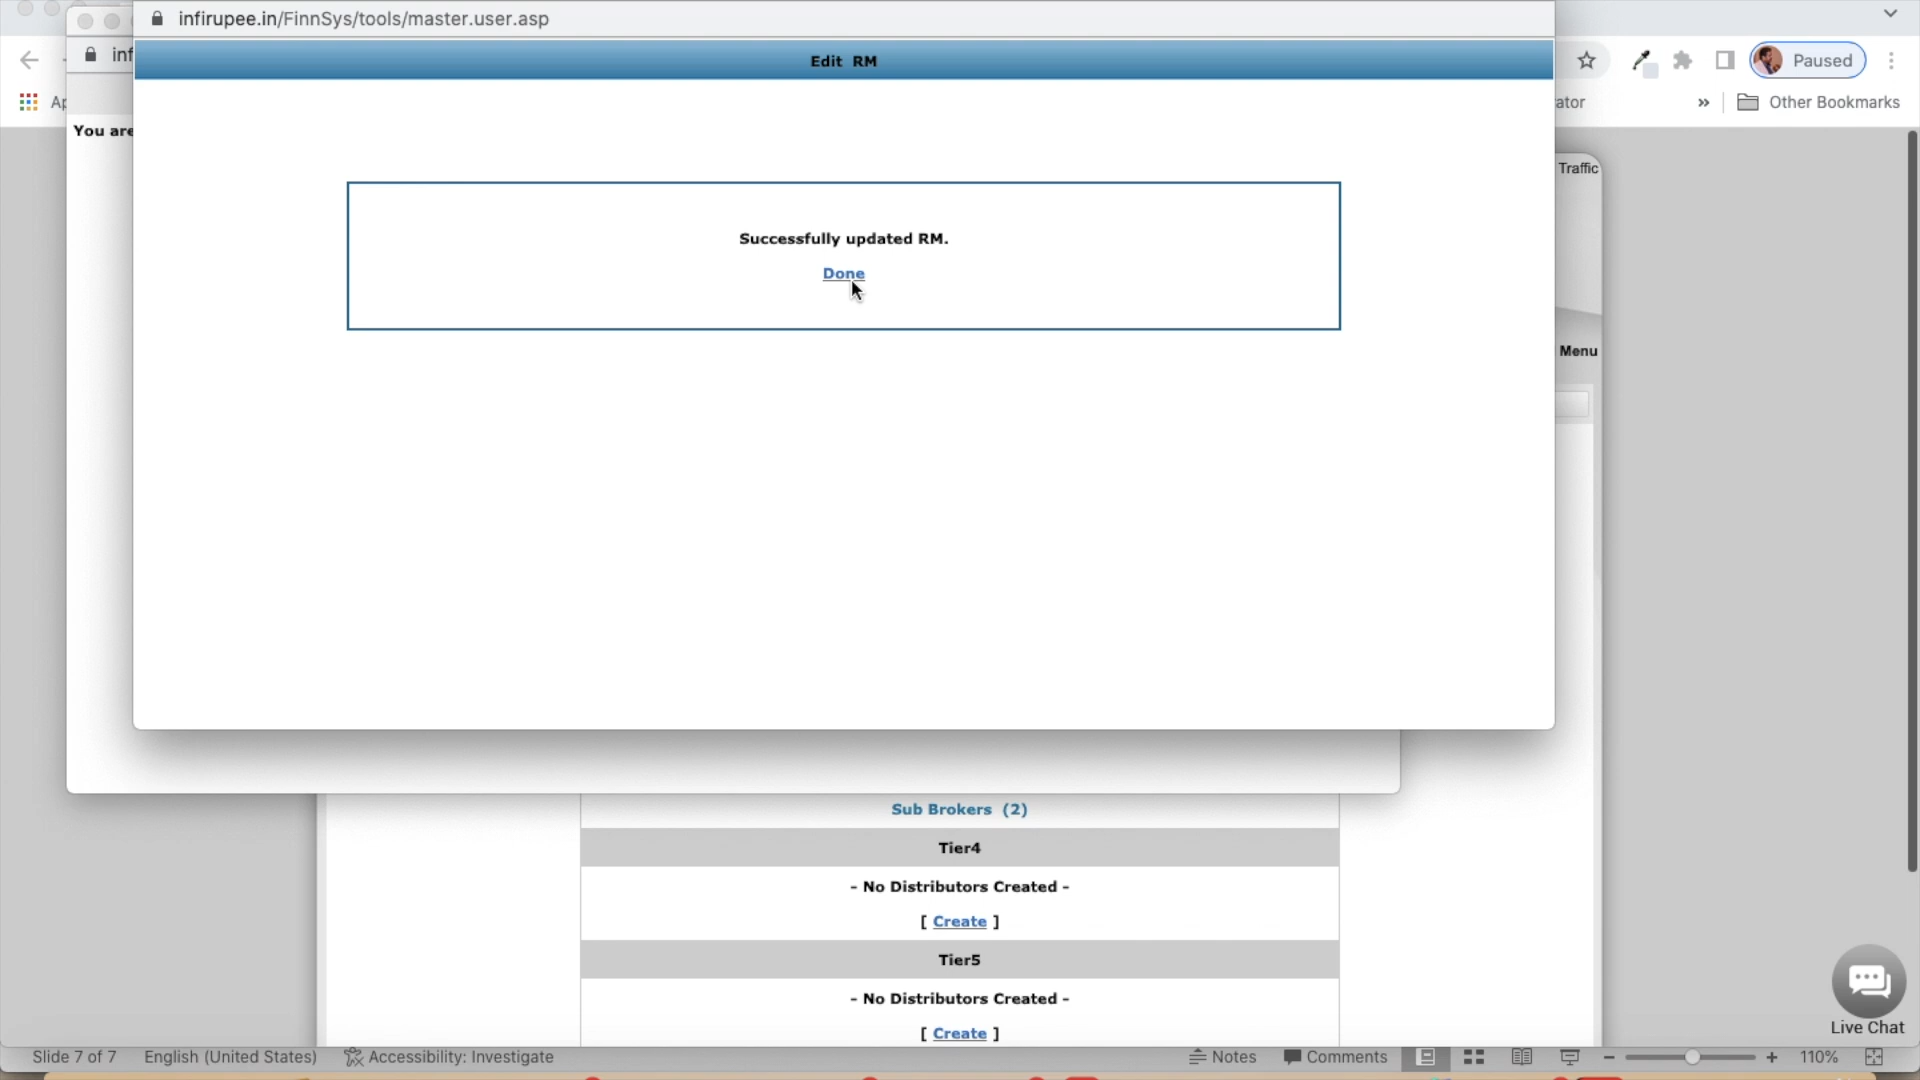 infirupee.in/FinnSys/tools/master.user.asp
Edit RM
Paused
Other Bookmarks
You are
Traffic
Successfully updated RM.
Done
Menu
Sub Brokers (2)
Tier4
- No Distributors Created -
[ Create ]
Tier5
- No Distributors Created -
[ Create ]
Live Chat
Slide 7 of 7
English (United States)
Accessibility: Investigate
Notes
Comments
110%